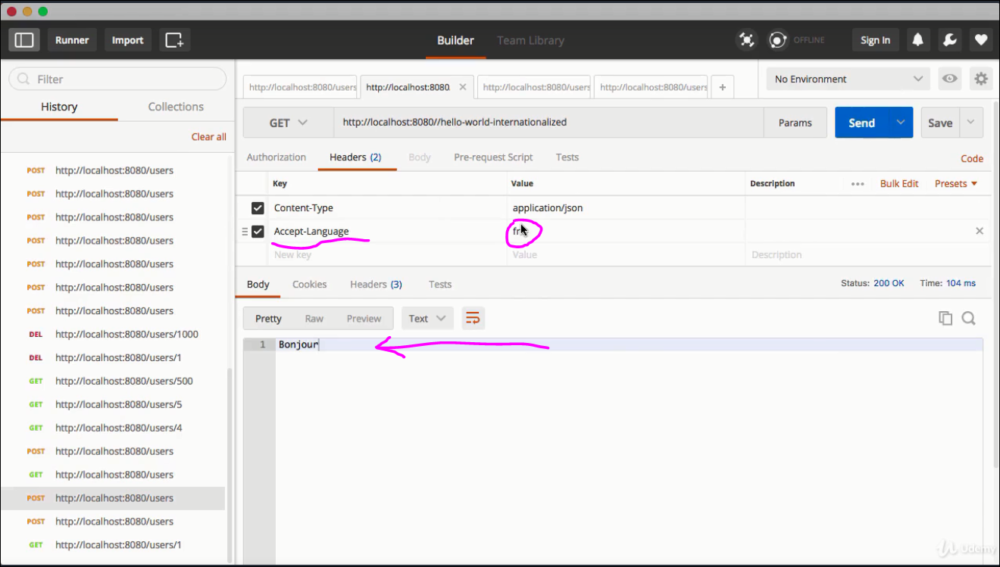 Runner Import Builder Team Library OFFLINE Sign In
Filter
History Collections
Clear all
POST http://localhost:8080/users
POST http://localhost:8080/users
POST http://localhost:8080/users
POST http://localhost:8080/users
POST http://localhost:8080/users
POST http://localhost:8080/users
POST http://localhost:8080/users
DEL http://localhost:8080/users/1000
DEL http://localhost:8080/users/1
GET http://localhost:8080/users/500
GET http://localhost:8080/users/5
GET http://localhost:8080/users/4
POST http://localhost:8080/users
GET http://localhost:8080/users
POST http://localhost:8080/users
POST http://localhost:8080/users
GET http://localhost:8080/users/1
http://localhost:8080/users http://localhost:8080. http://localhost:8080/users http://localhost:8080/users + No Environment
GET http://localhost:8080//hello-world-internationalized Params Send Save
Authorization Headers (2) Body Pre-request Script Tests Code
Key Value Description ••• Bulk Edit Presets
Content-Type application/json
Accept-Language fr
New key Value Description
Body Cookies Headers (3) Tests Status: 200 OK Time: 104 ms
Pretty Raw Preview Text
1 Bonjour
Udemy